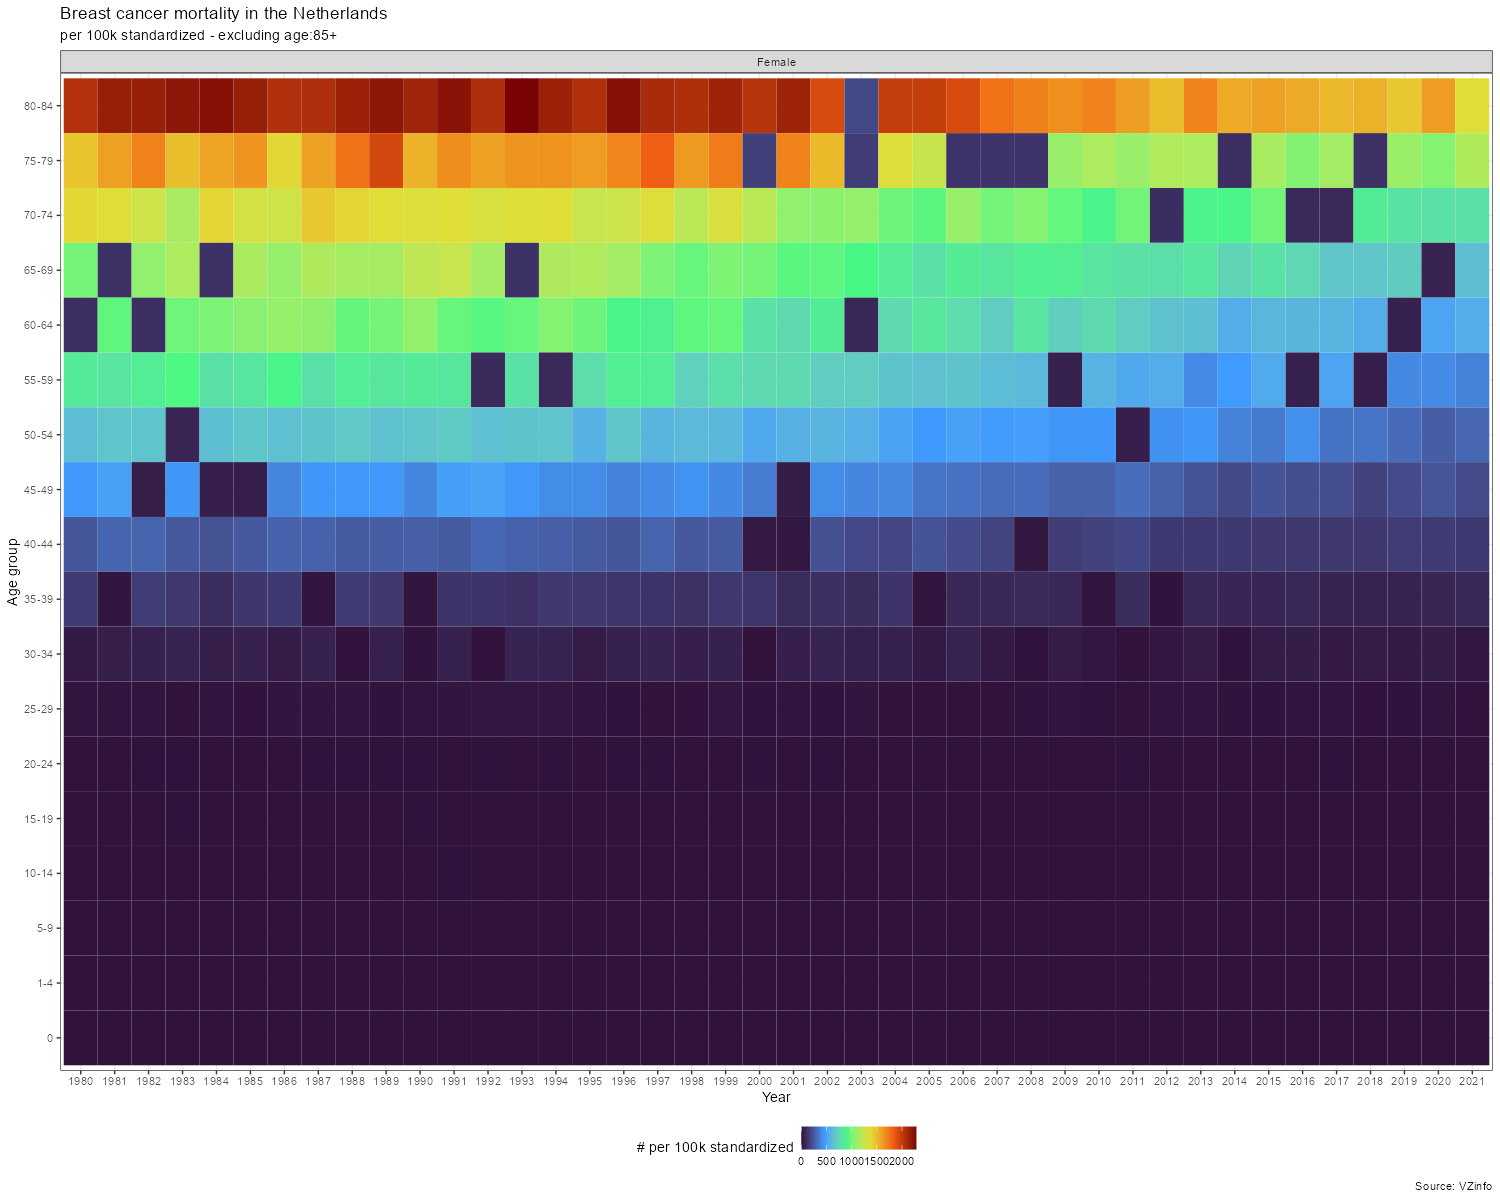 Breast cancer mortality in the Netherlands
per 100k standardized - excluding age:85+
Female
Age group
80-84
75-79
70-74
65-69
60-64
55-59
50-54
45-49
40-44
35-39
30-34
25-29
20-24
15-19
10-14
5-9
1-4
0
1980 1981 1982 1983 1984 1985 1986 1987 1988 1989 1990 1991 1992 1993 1994 1995 1996 1997 1998 1999 2000 2001 2002 2003 2004 2005 2006 2007 2008 2009 2010 2011 2012 2013 2014 2015 2016 2017 2018 2019 2020 2021
Year
# per 100k standardized
0 500 1000 1500 2000
Source: VZinfo